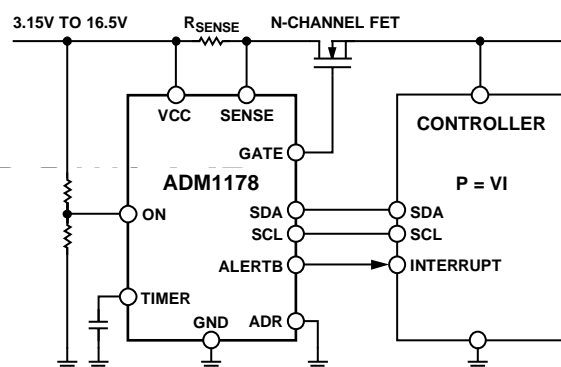 3.15V TO 16.5V
RSENSE
N-CHANNEL FET
VCC
SENSE
CONTROLLER
GATE
ADM1178
P = VI
ON
SDA
SDA
SCL
SCL
ALERTB
INTERRUPT
TIMER
GND
ADR